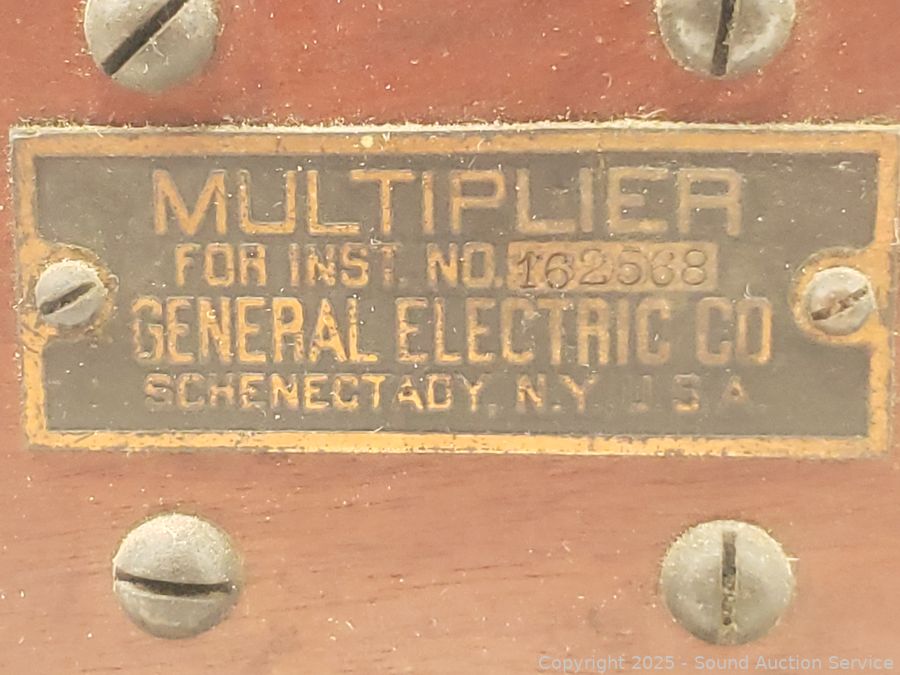 MULTIPLIER
FOR INST. NO. 162568
GENERAL ELECTRIC CO
SCHENECTADY, N.Y. U.S.A.
Copyright © 2025 - Sound Auction Service